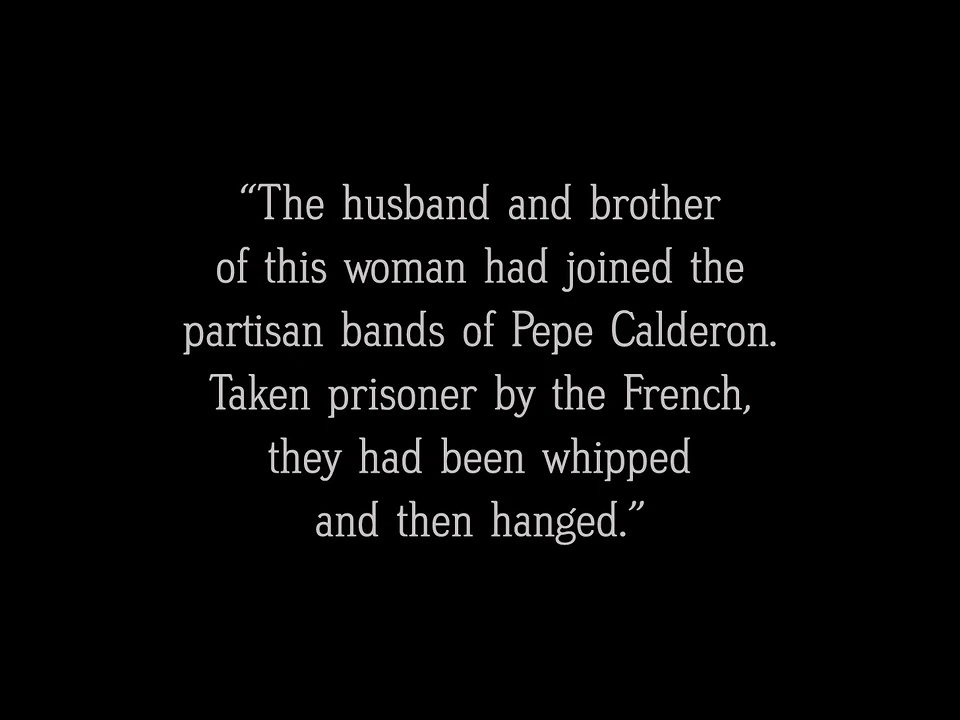 “The husband and brother
of this woman had joined the
partisan bands of Pepe Calderon.
Taken prisoner by the French,
they had been whipped
and then hanged.”